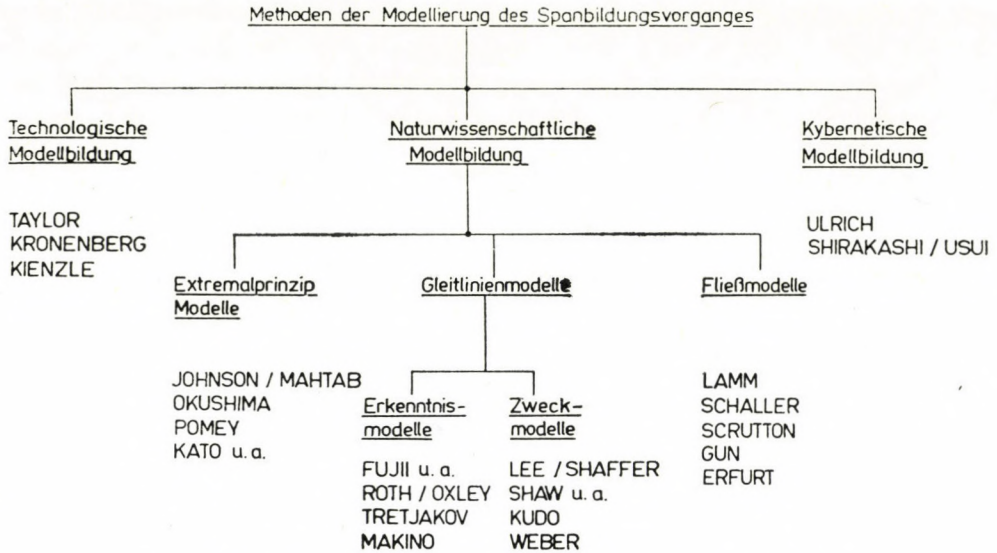 Methoden der Modellierung des Spanbildungsvorganges
Technologische
Modellbildung
TAYLOR
KRONENBERG
KIENZLE
Naturwissenschaftliche
Modellbildung
Kybernetische
Modellbildung
ULRICH
SHIRAKASHI / USUI
Extremalprinzip
Modelle
JOHNSON / MAHTAB
OKUSHIMA
POMEY
KATO u. a.
Gleitlinienmodelle
Erkenntnis-
modelle
FUJII u. a.
ROTH / OXLEY
TRETJAKOV
MAKINO
Zweck-
modelle
LEE / SHAFFER
SHAW u. a.
KUDO
WEBER
Fließmodelle
LAMM
SCHALLER
SCRUTTON
GUN
ERFURT